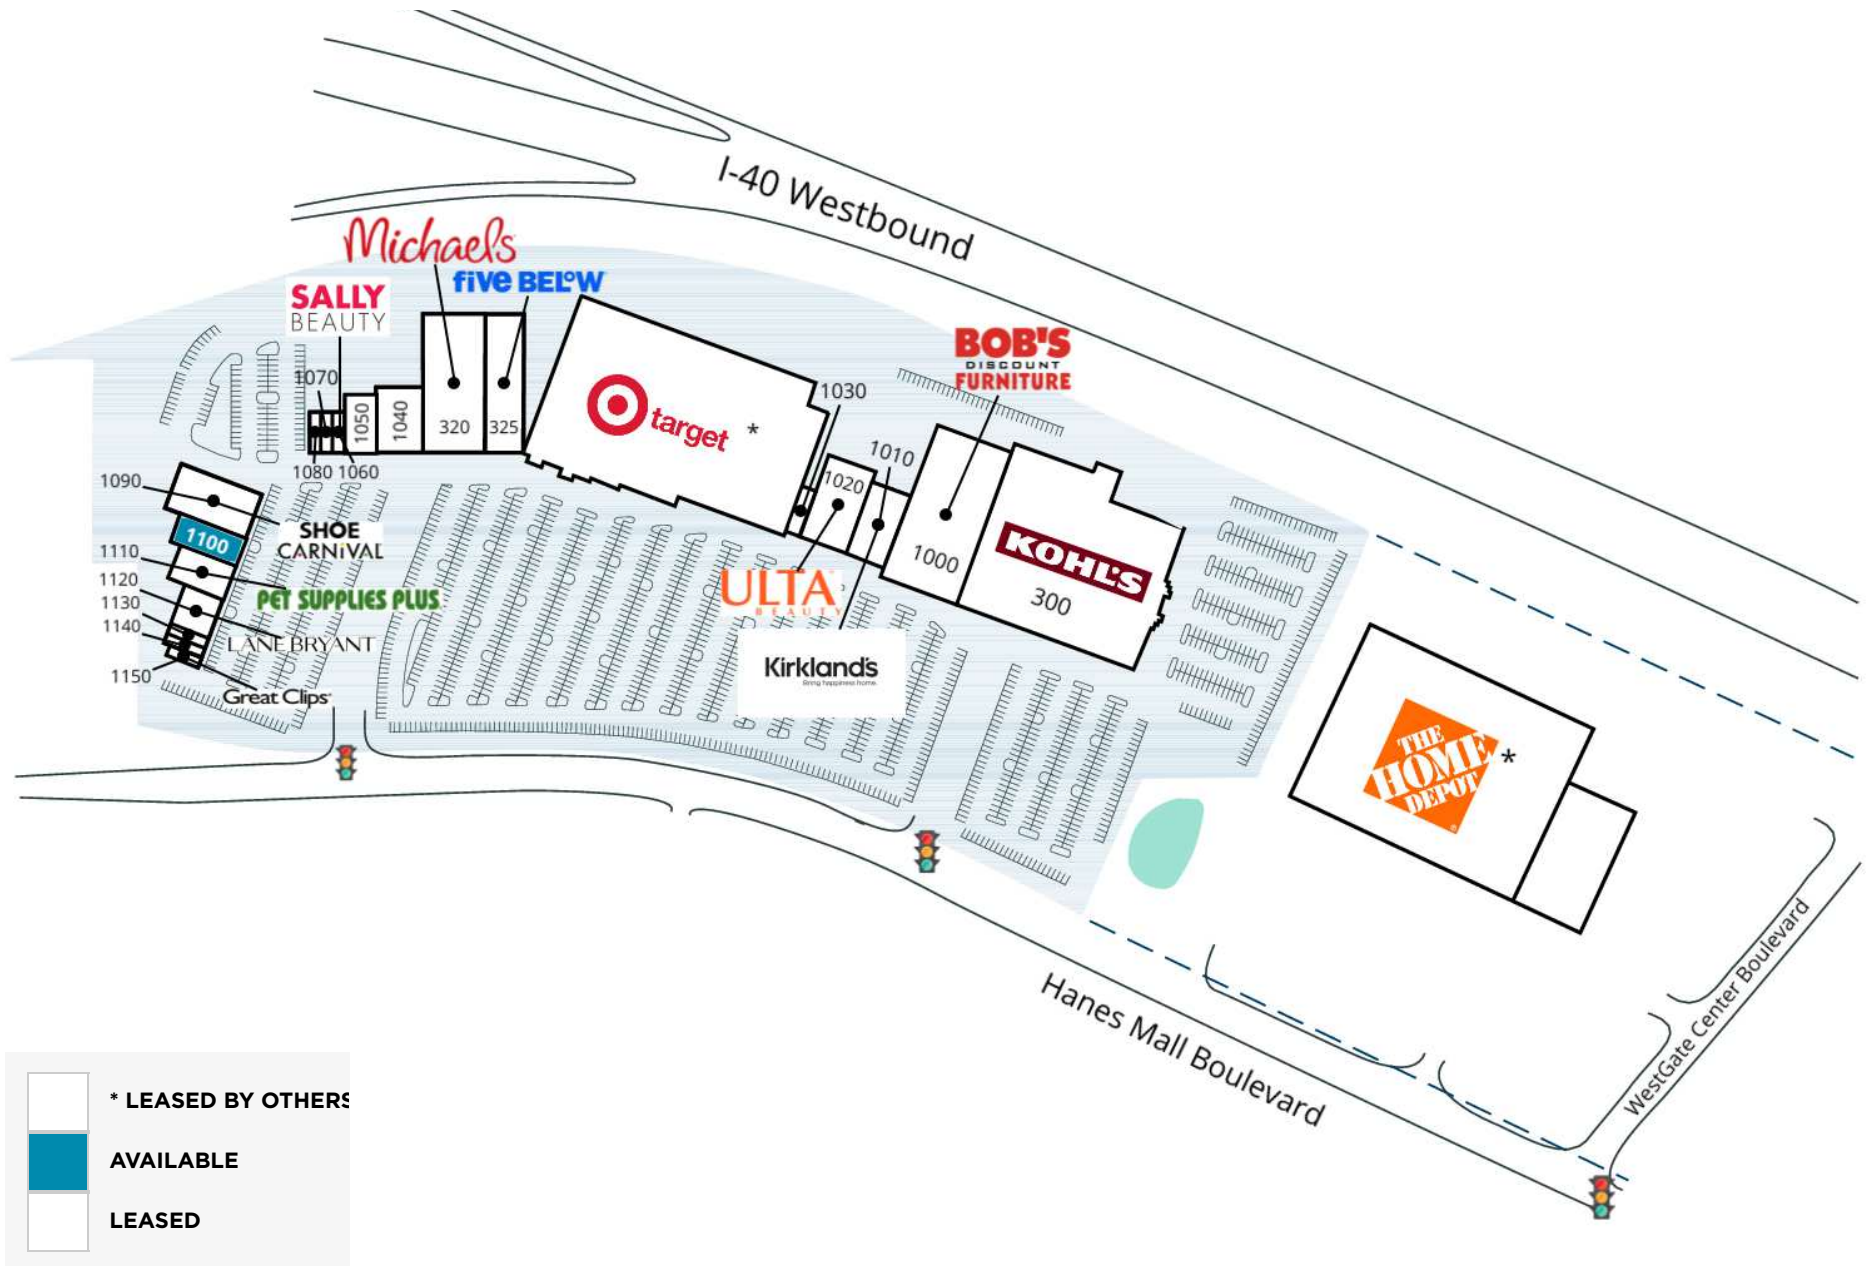 I-40 Westbound
Michaels
five BELOW
SALLY
BEAUTY
BOB'S
DISCOUNT
FURNITURE
1070
1030
1050
1040
320
325
target
*
1010
1080
1060
1020
1090
SHOE
CARNIVAL
1100
1110
1000
KOHL'S
300
1120
PET SUPPLIES PLUS
ULTA
BEAUTY
1130
1140
LANE BRYANT
Kirkland's
Bring happiness home.
1150
Great Clips
THE
HOME
DEPOT
*
Hanes Mall Boulevard
WestGate Center Boulevard
* LEASED BY OTHERS
AVAILABLE
LEASED